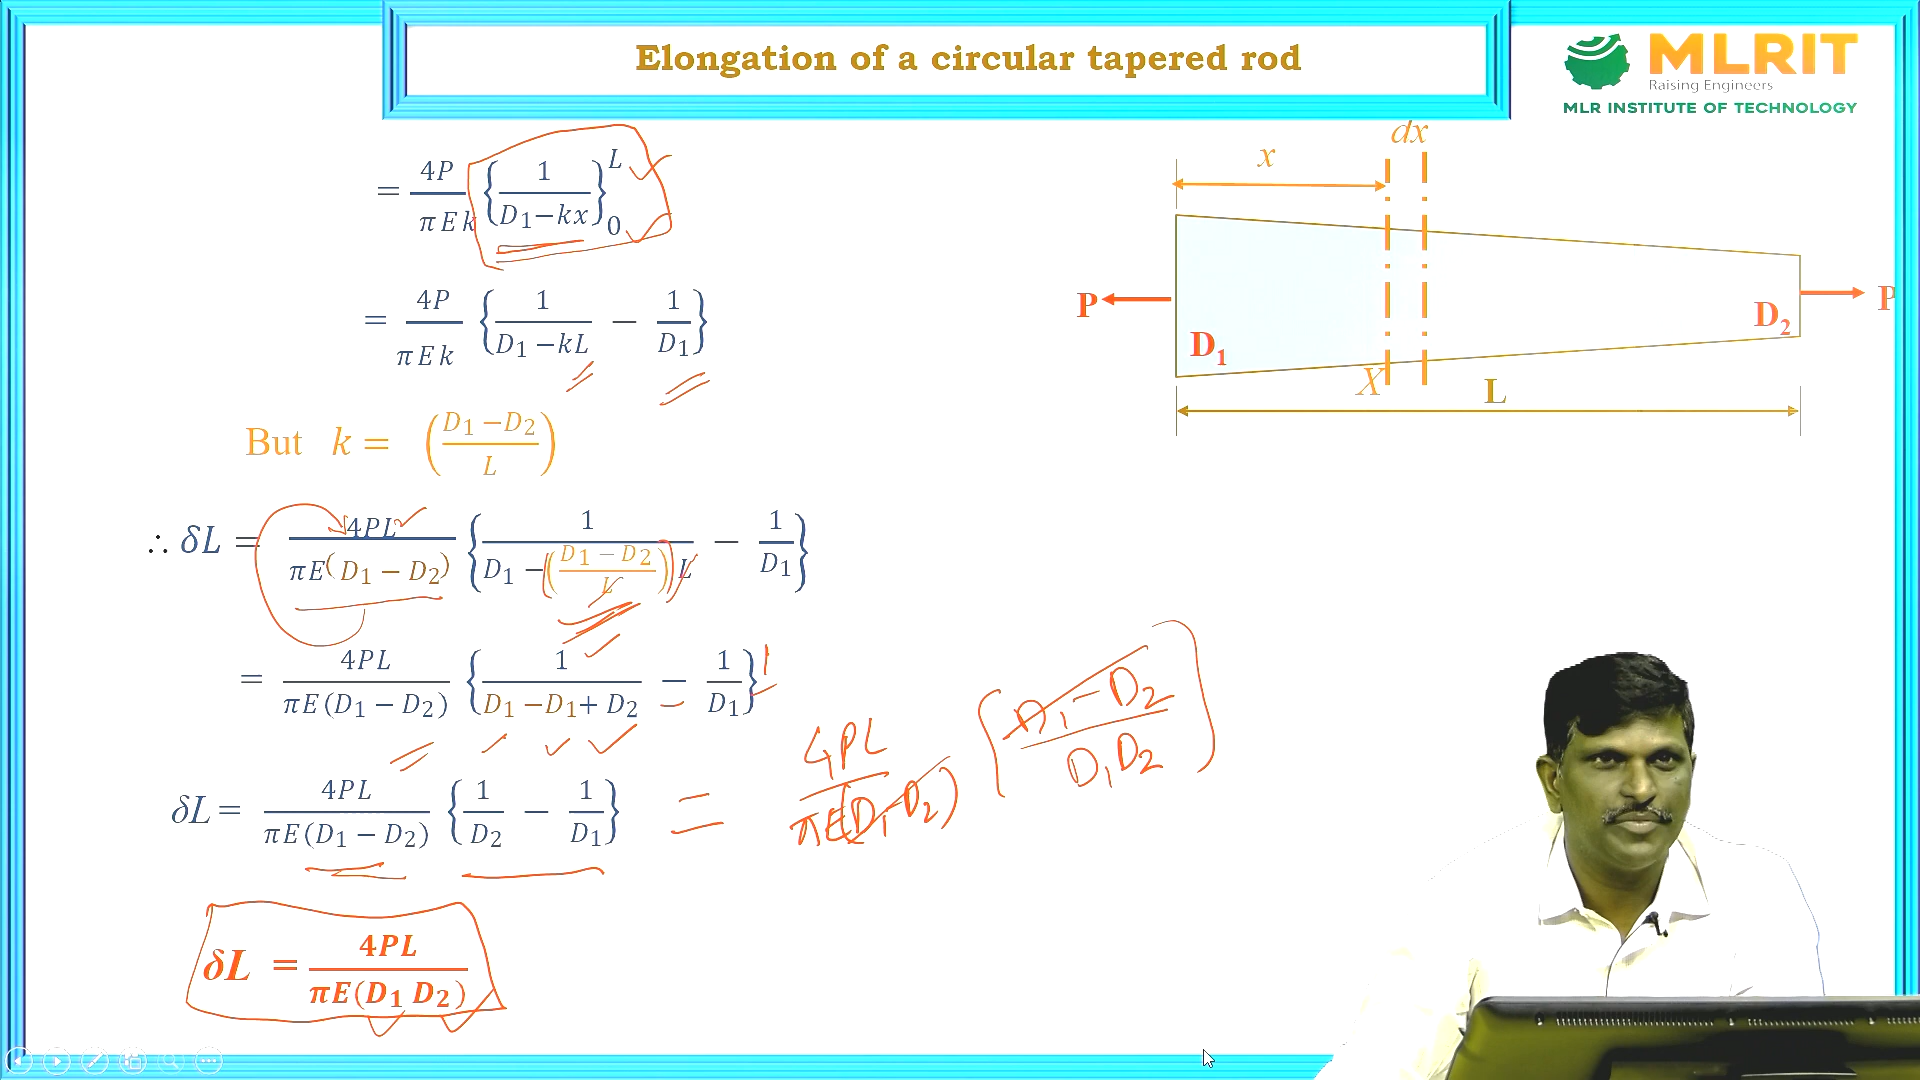 Elongation of a circular tapered rod
MLRIT
Raising Engineers
MLR INSTITUTE OF TECHNOLOGY
= 4P / πEk {1 / (D₁−kx)}₀ᴸ
= 4P / πEk {1 / (D₁−kL) − 1 / D₁}
But k = ((D₁−D₂) / L)
∴ δL = 4PL / πE(D₁ − D₂) {1 / (D₁ − ((D₁ − D₂) / L) L) − 1 / D₁}
= 4PL / πE(D₁ − D₂) {1 / (D₁ − D₁ + D₂) − 1 / D₁}
δL = 4PL / πE(D₁ − D₂) {1 / D₂ − 1 / D₁} = 4PL / πE(D₁−D₂) {(D₁−D₂) / D₁D₂}
δL = 4PL / πE(D₁ D₂)
dx
x
P
D₁
X
L
D₂
P